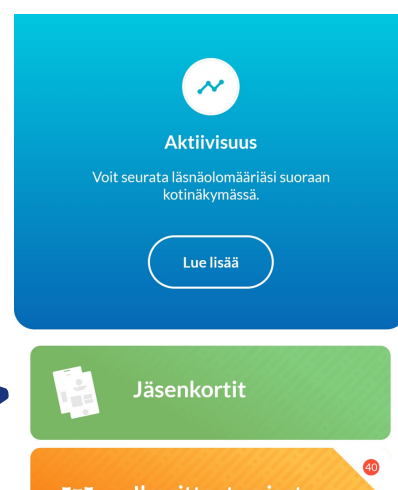 Aktiivisuus
Voit seurata läsnäolomääriäsi suoraan
kotinäkymässä.
Lue lisää
Jäsenkortit
40